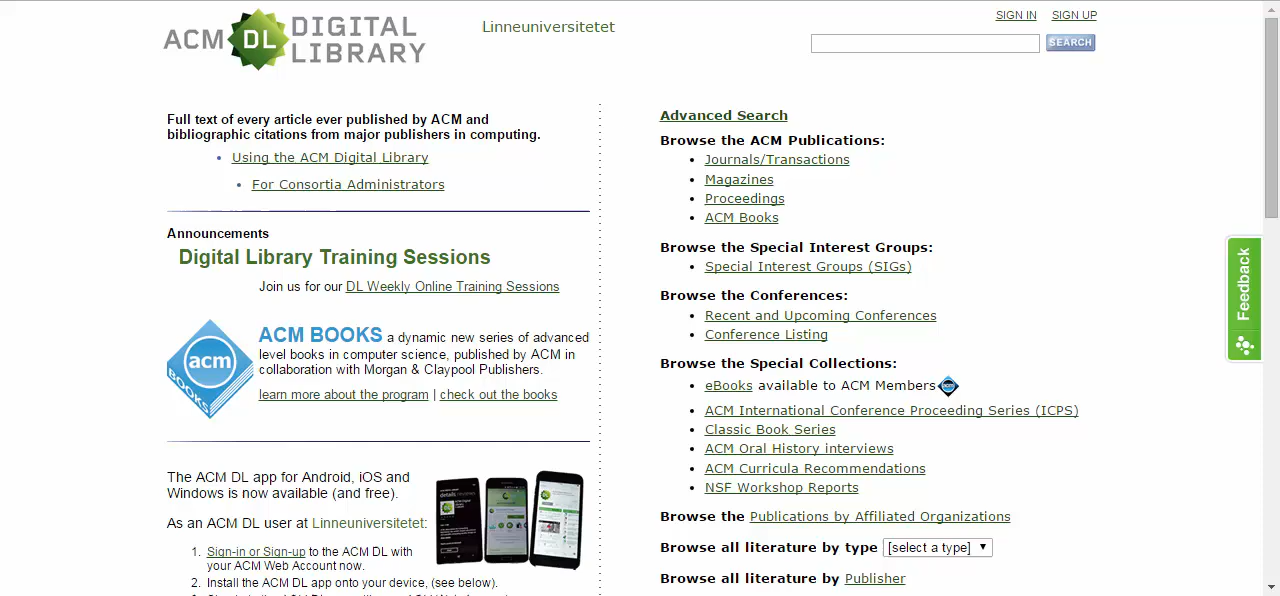 ACM DL DIGITAL LIBRARY
Linneuniversitetet
SIGN IN SIGN UP
SEARCH
Full text of every article ever published by ACM and
bibliographic citations from major publishers in computing.
• Using the ACM Digital Library
• For Consortia Administrators
Announcements
Digital Library Training Sessions
Join us for our DL Weekly Online Training Sessions
acm
BOOKS
ACM BOOKS a dynamic new series of advanced
level books in computer science, published by ACM in
collaboration with Morgan & Claypool Publishers.
learn more about the program | check out the books
The ACM DL app for Android, iOS and
Windows is now available (and free).
As an ACM DL user at Linneuniversitetet:
1. Sign-in or Sign-up to the ACM DL with
your ACM Web Account now.
2. Install the ACM DL app onto your device, (see below).
Advanced Search
Browse the ACM Publications:
• Journals/Transactions
• Magazines
• Proceedings
• ACM Books
Browse the Special Interest Groups:
• Special Interest Groups (SIGs)
Browse the Conferences:
• Recent and Upcoming Conferences
• Conference Listing
Browse the Special Collections:
• eBooks available to ACM Members
• ACM International Conference Proceeding Series (ICPS)
• Classic Book Series
• ACM Oral History interviews
• ACM Curricula Recommendations
• NSF Workshop Reports
Browse the Publications by Affiliated Organizations
Browse all literature by type [select a type]
Browse all literature by Publisher
Feedback